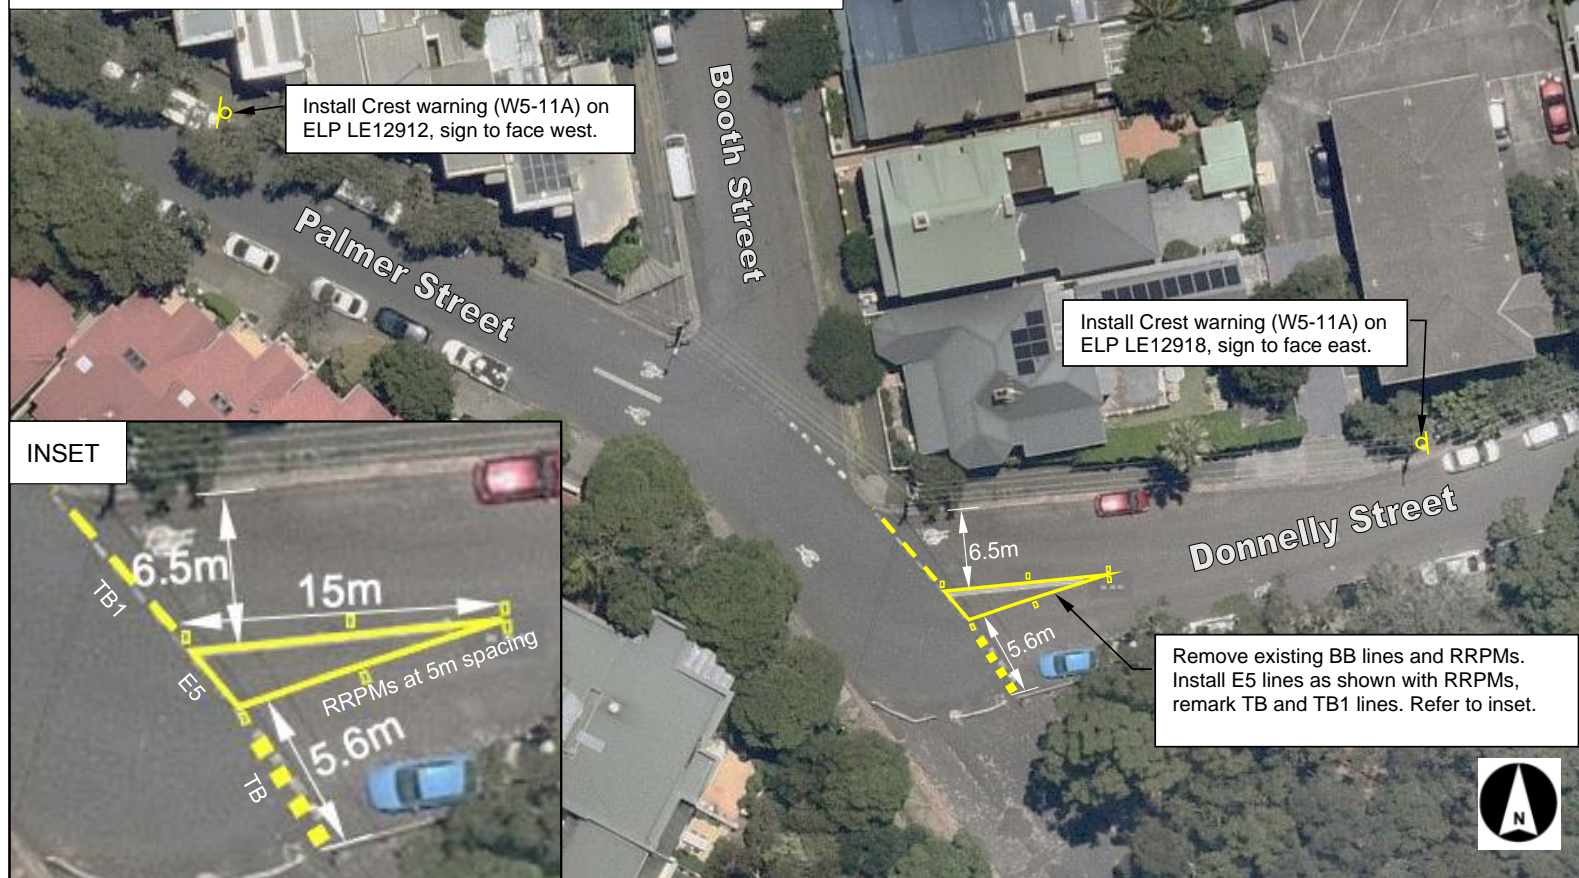 Install Crest warning (W5-11A) on
ELP LE12912, sign to face west.
Booth Street
Palmer Street
Install Crest warning (W5-11A) on
ELP LE12918, sign to face east.
Donnelly Street
6.5m
5.6m
Remove existing BB lines and RRPMs.
Install E5 lines as shown with RRPMs,
remark TB and TB1 lines. Refer to inset.
N
INSET
6.5m
15m
TB1
E5
RRPMs at 5m spacing
5.6m
TB